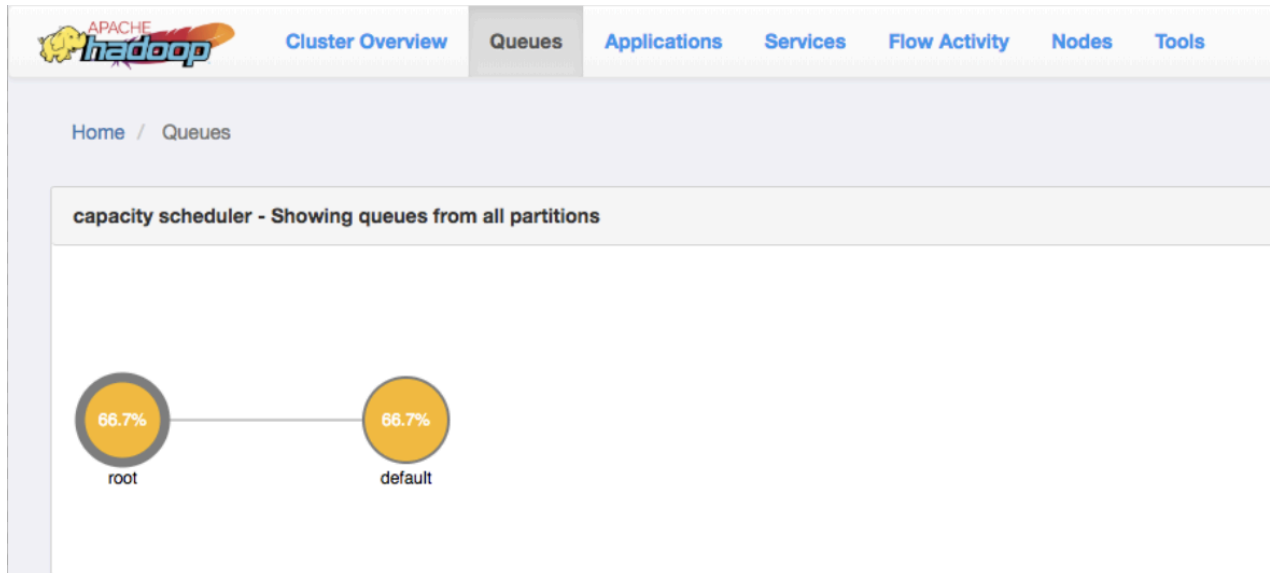 APACHE
hadoop
Cluster Overview Queues Applications Services Flow Activity Nodes Tools
Home / Queues
capacity scheduler - Showing queues from all partitions
66.7% 66.7%
root default